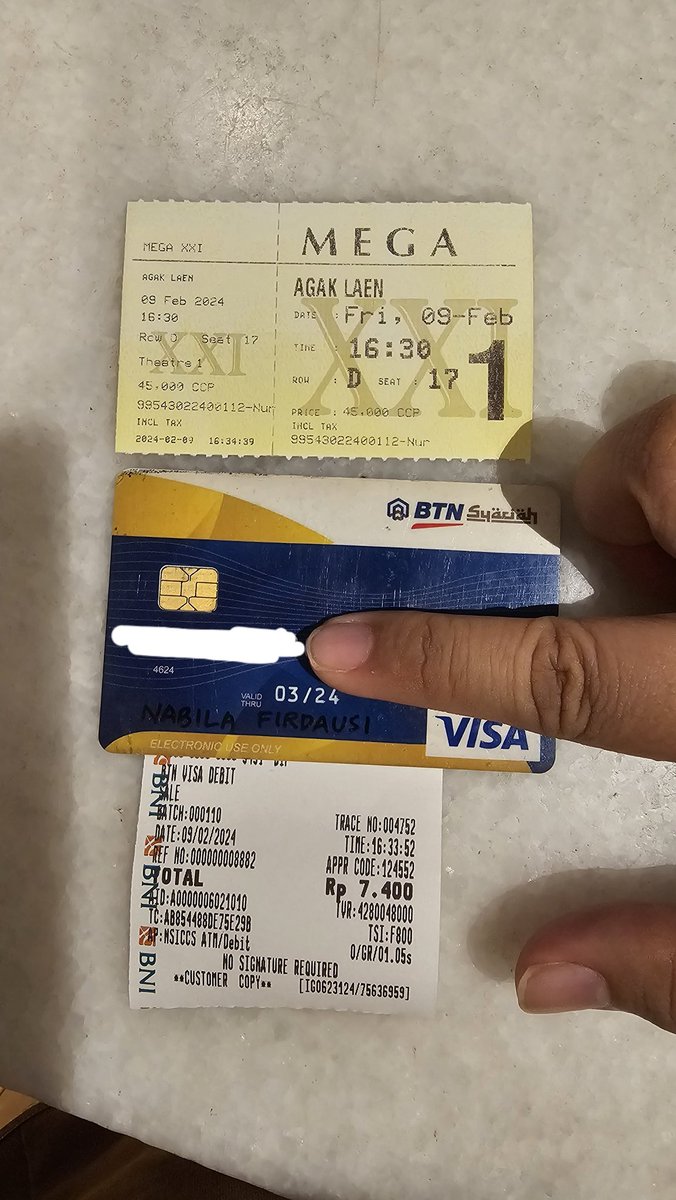 MEGA XXI
AGAK LAEN
09 Feb 2024
16:30
Row D Seat 17
XXI
Theatre 1
45,000 CCP
99543022400112-Nur
INCL TAX
2024-02-09 16:34:39
MEGA
AGAK LAEN
XXI
DATE : Fri, 09-Feb
TIME : 16:30
ROW : D SEAT : 17
1
PRICE : 45,000 CCP
INCL TAX
99543022400112-Nur
BTN Syariah
4624
VALID THRU 03/24
NABILA FIRDAUSI
VISA
ELECTRONIC USE ONLY
BTN VISA DEBIT
BATCH:000110 TRACE NO:004752
DATE:09/02/2024 TIME:16:33:52
REF NO:000000008882 APPR CODE:124552
TOTAL Rp 7.400
AID:A0000006021010 TVR:4280048000
TC:AB854488DE75E29B TSI:F800
AP:NSICCS ATM/Debit 0/GR/01.05s
NO SIGNATURE REQUIRED
**CUSTOMER COPY** [IG0623124/75636959]
BNI
BNI
BNI